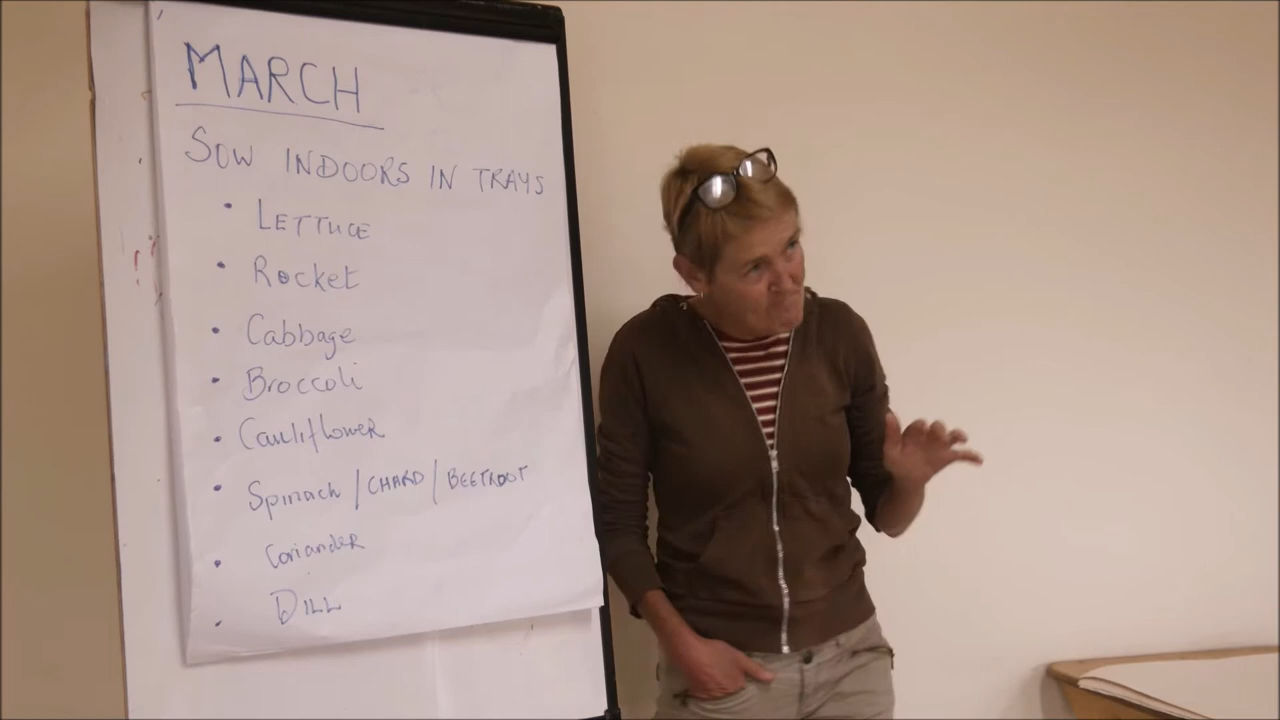 MARCH
SOW INDOORS IN TRAYS
• LETTUCE
• Rocket
• Cabbage
• Broccoli
• Cauliflower
• Spinach / CHARD / BEETROOT
• Coriander
• DILL